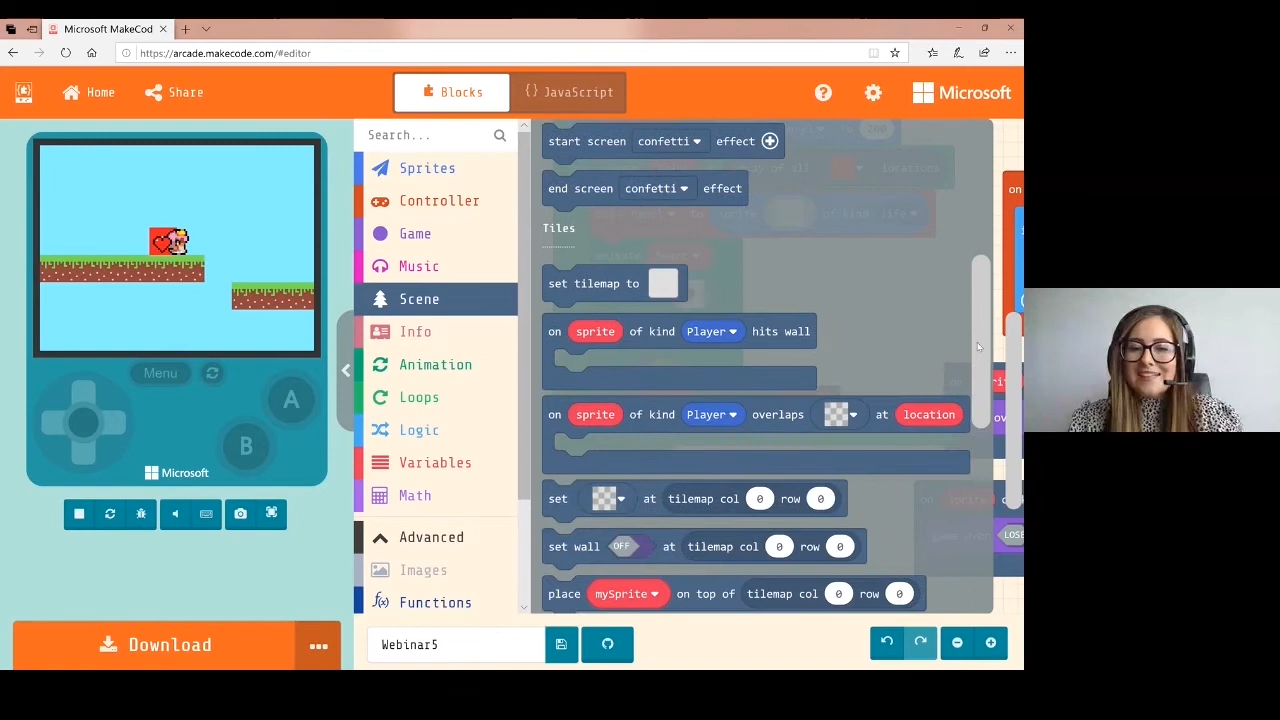 Microsoft MakeCod
https://arcade.makecode.com/#editor
Home
Share
Blocks
{} JavaScript
Microsoft
Search...
Sprites
Controller
Game
Music
Scene
Info
Animation
Loops
Logic
Variables
Math
Advanced
Images
Functions
start screen confetti effect
end screen confetti effect
Tiles
set tilemap to
on sprite of kind Player hits wall
on sprite of kind Player overlaps at location
set at tilemap col 0 row 0
set wall OFF at tilemap col 0 row 0
place mySprite on top of tilemap col 0 row 0
locations
on
LOSE
Menu
A
B
Microsoft
Download
...
Webinar5